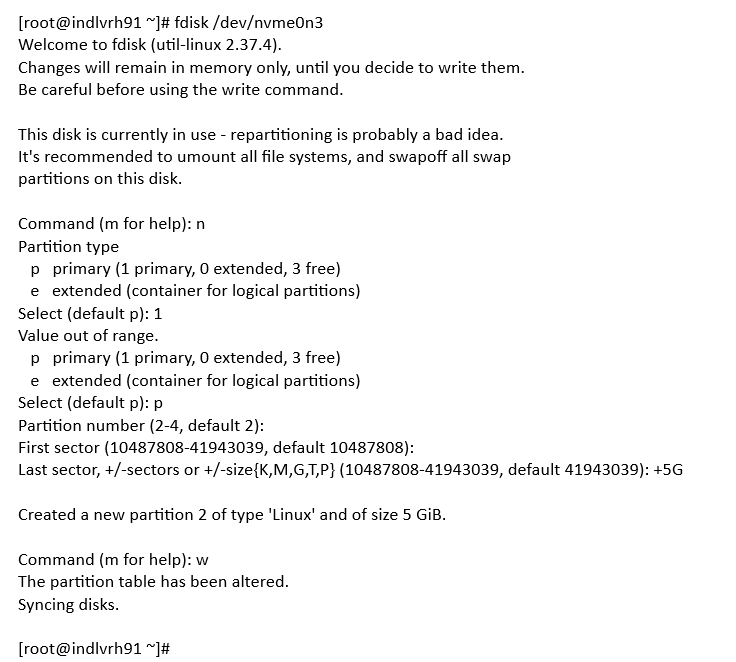 [root@indlvrh91 ~]# fdisk /dev/nvme0n3
Welcome to fdisk (util-linux 2.37.4).
Changes will remain in memory only, until you decide to write them.
Be careful before using the write command.

This disk is currently in use - repartitioning is probably a bad idea.
It's recommended to umount all file systems, and swapoff all swap
partitions on this disk.

Command (m for help): n
Partition type
   p   primary (1 primary, 0 extended, 3 free)
   e   extended (container for logical partitions)
Select (default p): 1
Value out of range.
   p   primary (1 primary, 0 extended, 3 free)
   e   extended (container for logical partitions)
Select (default p): p
Partition number (2-4, default 2):
First sector (10487808-41943039, default 10487808):
Last sector, +/-sectors or +/-size{K,M,G,T,P} (10487808-41943039, default 41943039): +5G

Created a new partition 2 of type 'Linux' and of size 5 GiB.

Command (m for help): w
The partition table has been altered.
Syncing disks.

[root@indlvrh91 ~]#